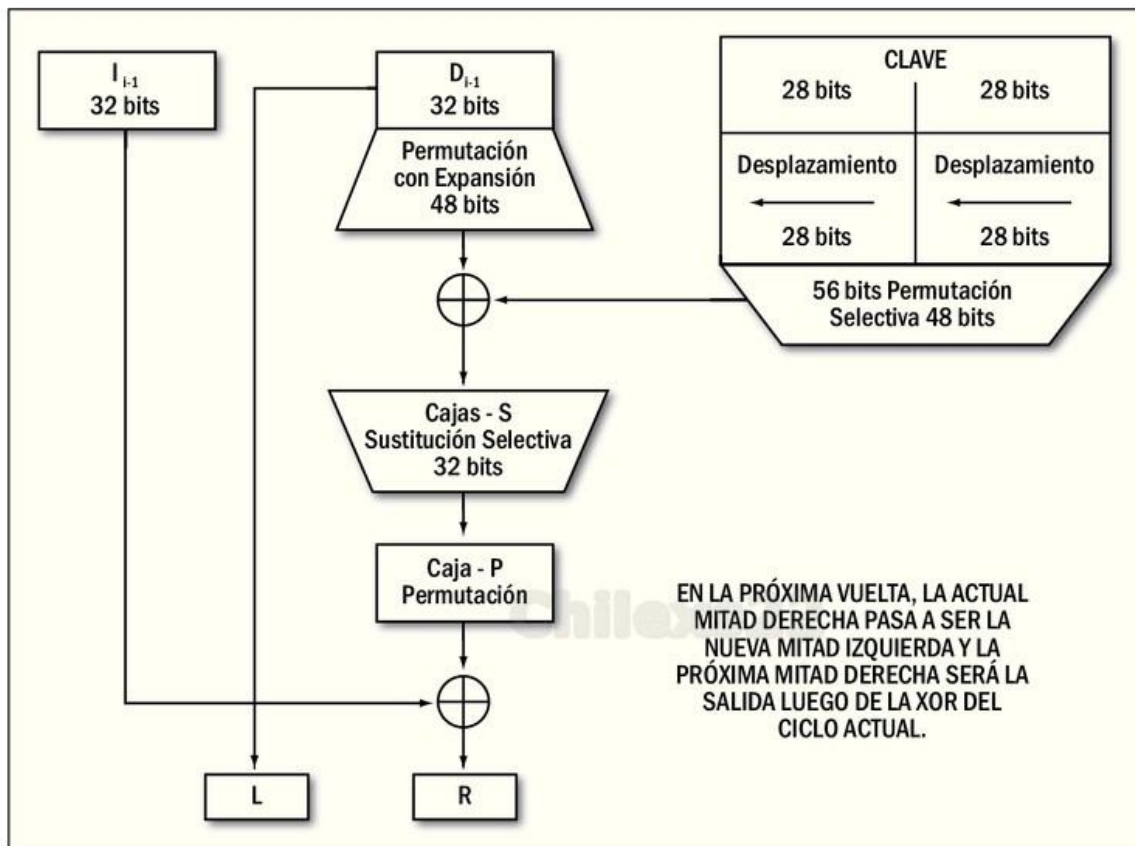 I i-1
32 bits
D i-1
32 bits
Permutación
con Expansión
48 bits
CLAVE
28 bits 28 bits
Desplazamiento Desplazamiento
28 bits 28 bits
56 bits Permutación
Selectiva 48 bits
Cajas - S
Sustitución Selectiva
32 bits
Caja - P
Permutación
EN LA PRÓXIMA VUELTA, LA ACTUAL
MITAD DERECHA PASA A SER LA
NUEVA MITAD IZQUIERDA Y LA
PRÓXIMA MITAD DERECHA SERÁ LA
SALIDA LUEGO DE LA XOR DEL
CICLO ACTUAL.
L
R